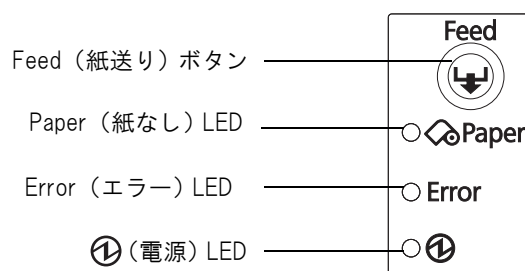 Feed
Feed（紙送り）ボタン
Paper（紙なし）LED
Paper
Error（エラー）LED
Error
（電源）LED